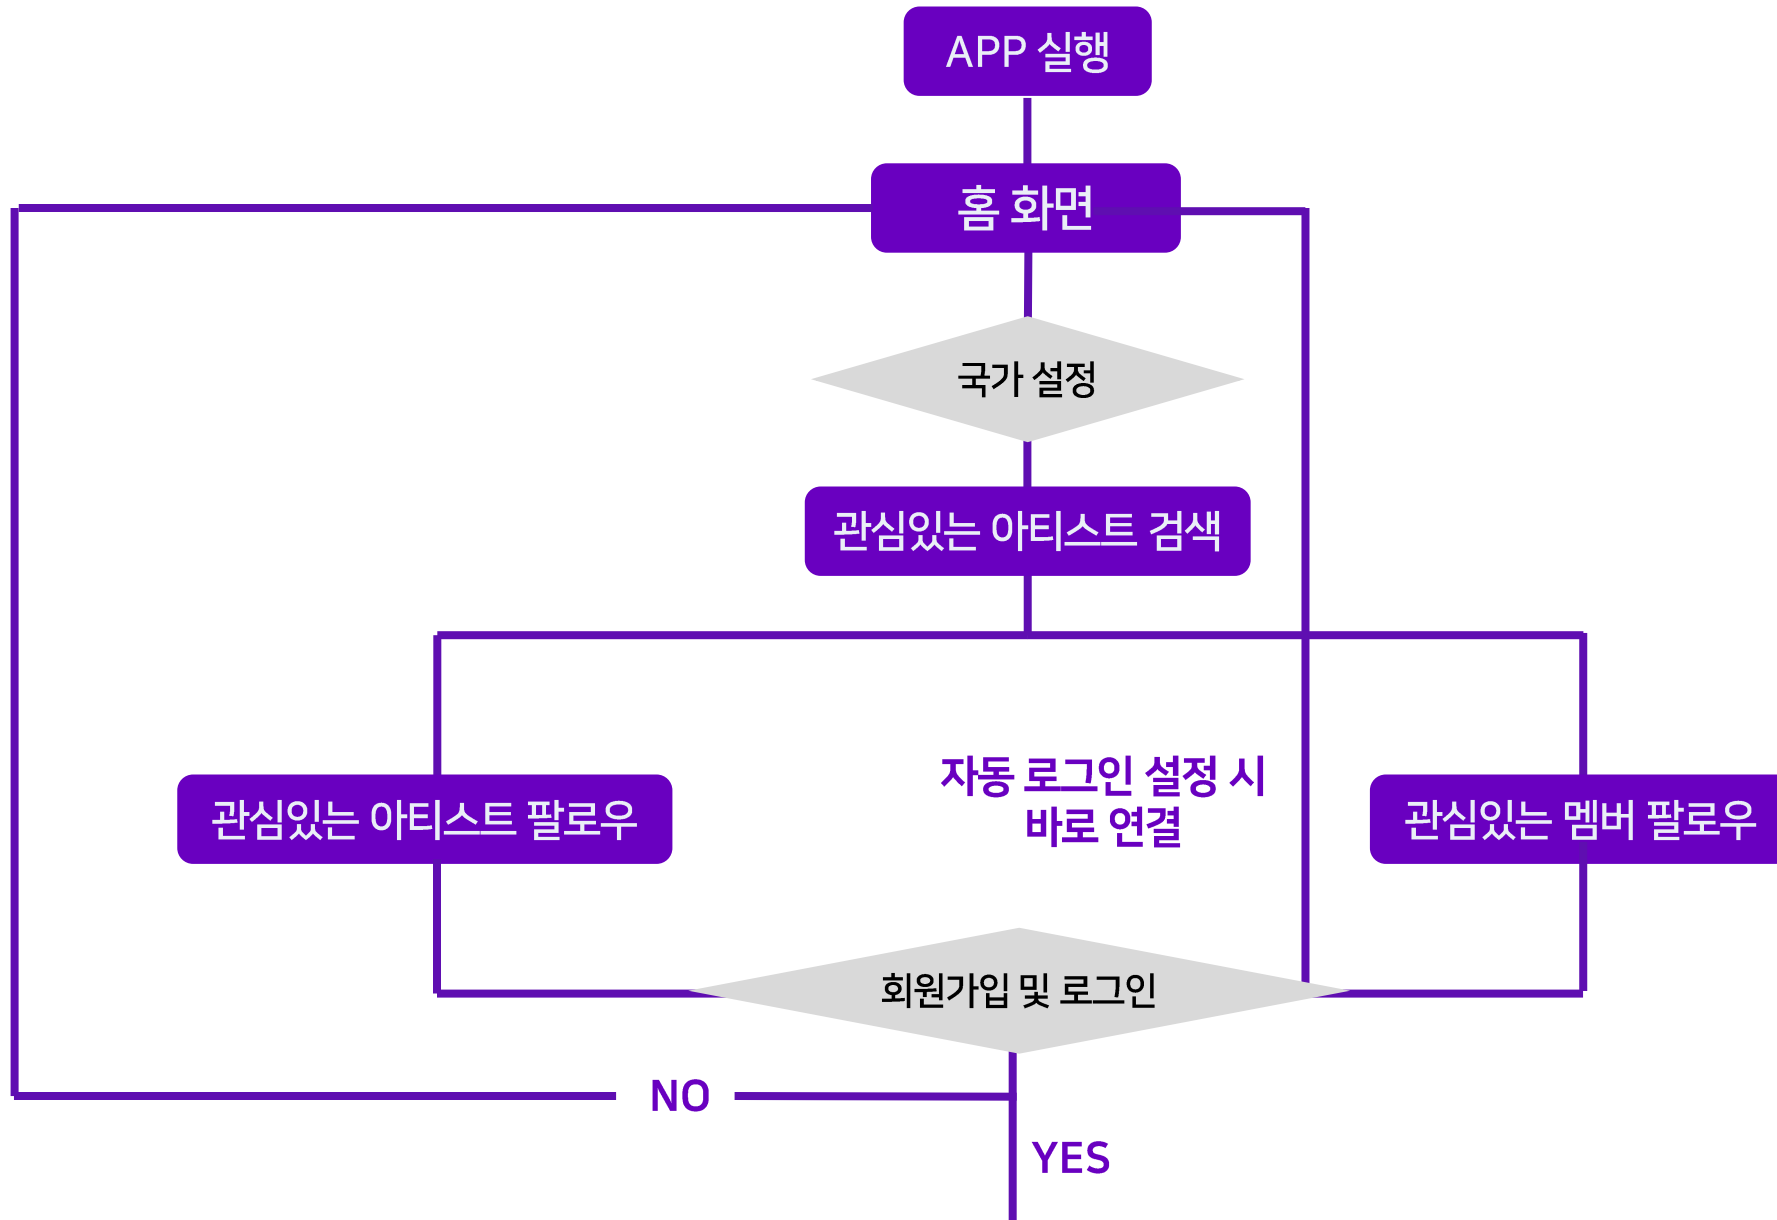 APP 실행
홈 화면
국가 설정
관심있는 아티스트 검색
자동 로그인 설정 시
바로 연결
관심있는 아티스트 팔로우
관심있는 멤버 팔로우
회원가입 및 로그인
NO
YES